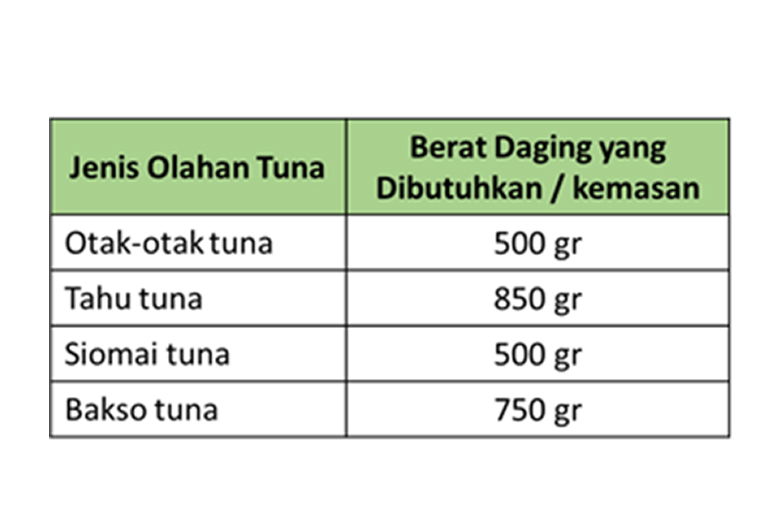 Jenis Olahan Tuna
Berat Daging yang
Dibutuhkan / kemasan
Otak-otak tuna
500 gr
Tahu tuna
850 gr
Siomai tuna
500 gr
Bakso tuna
750 gr